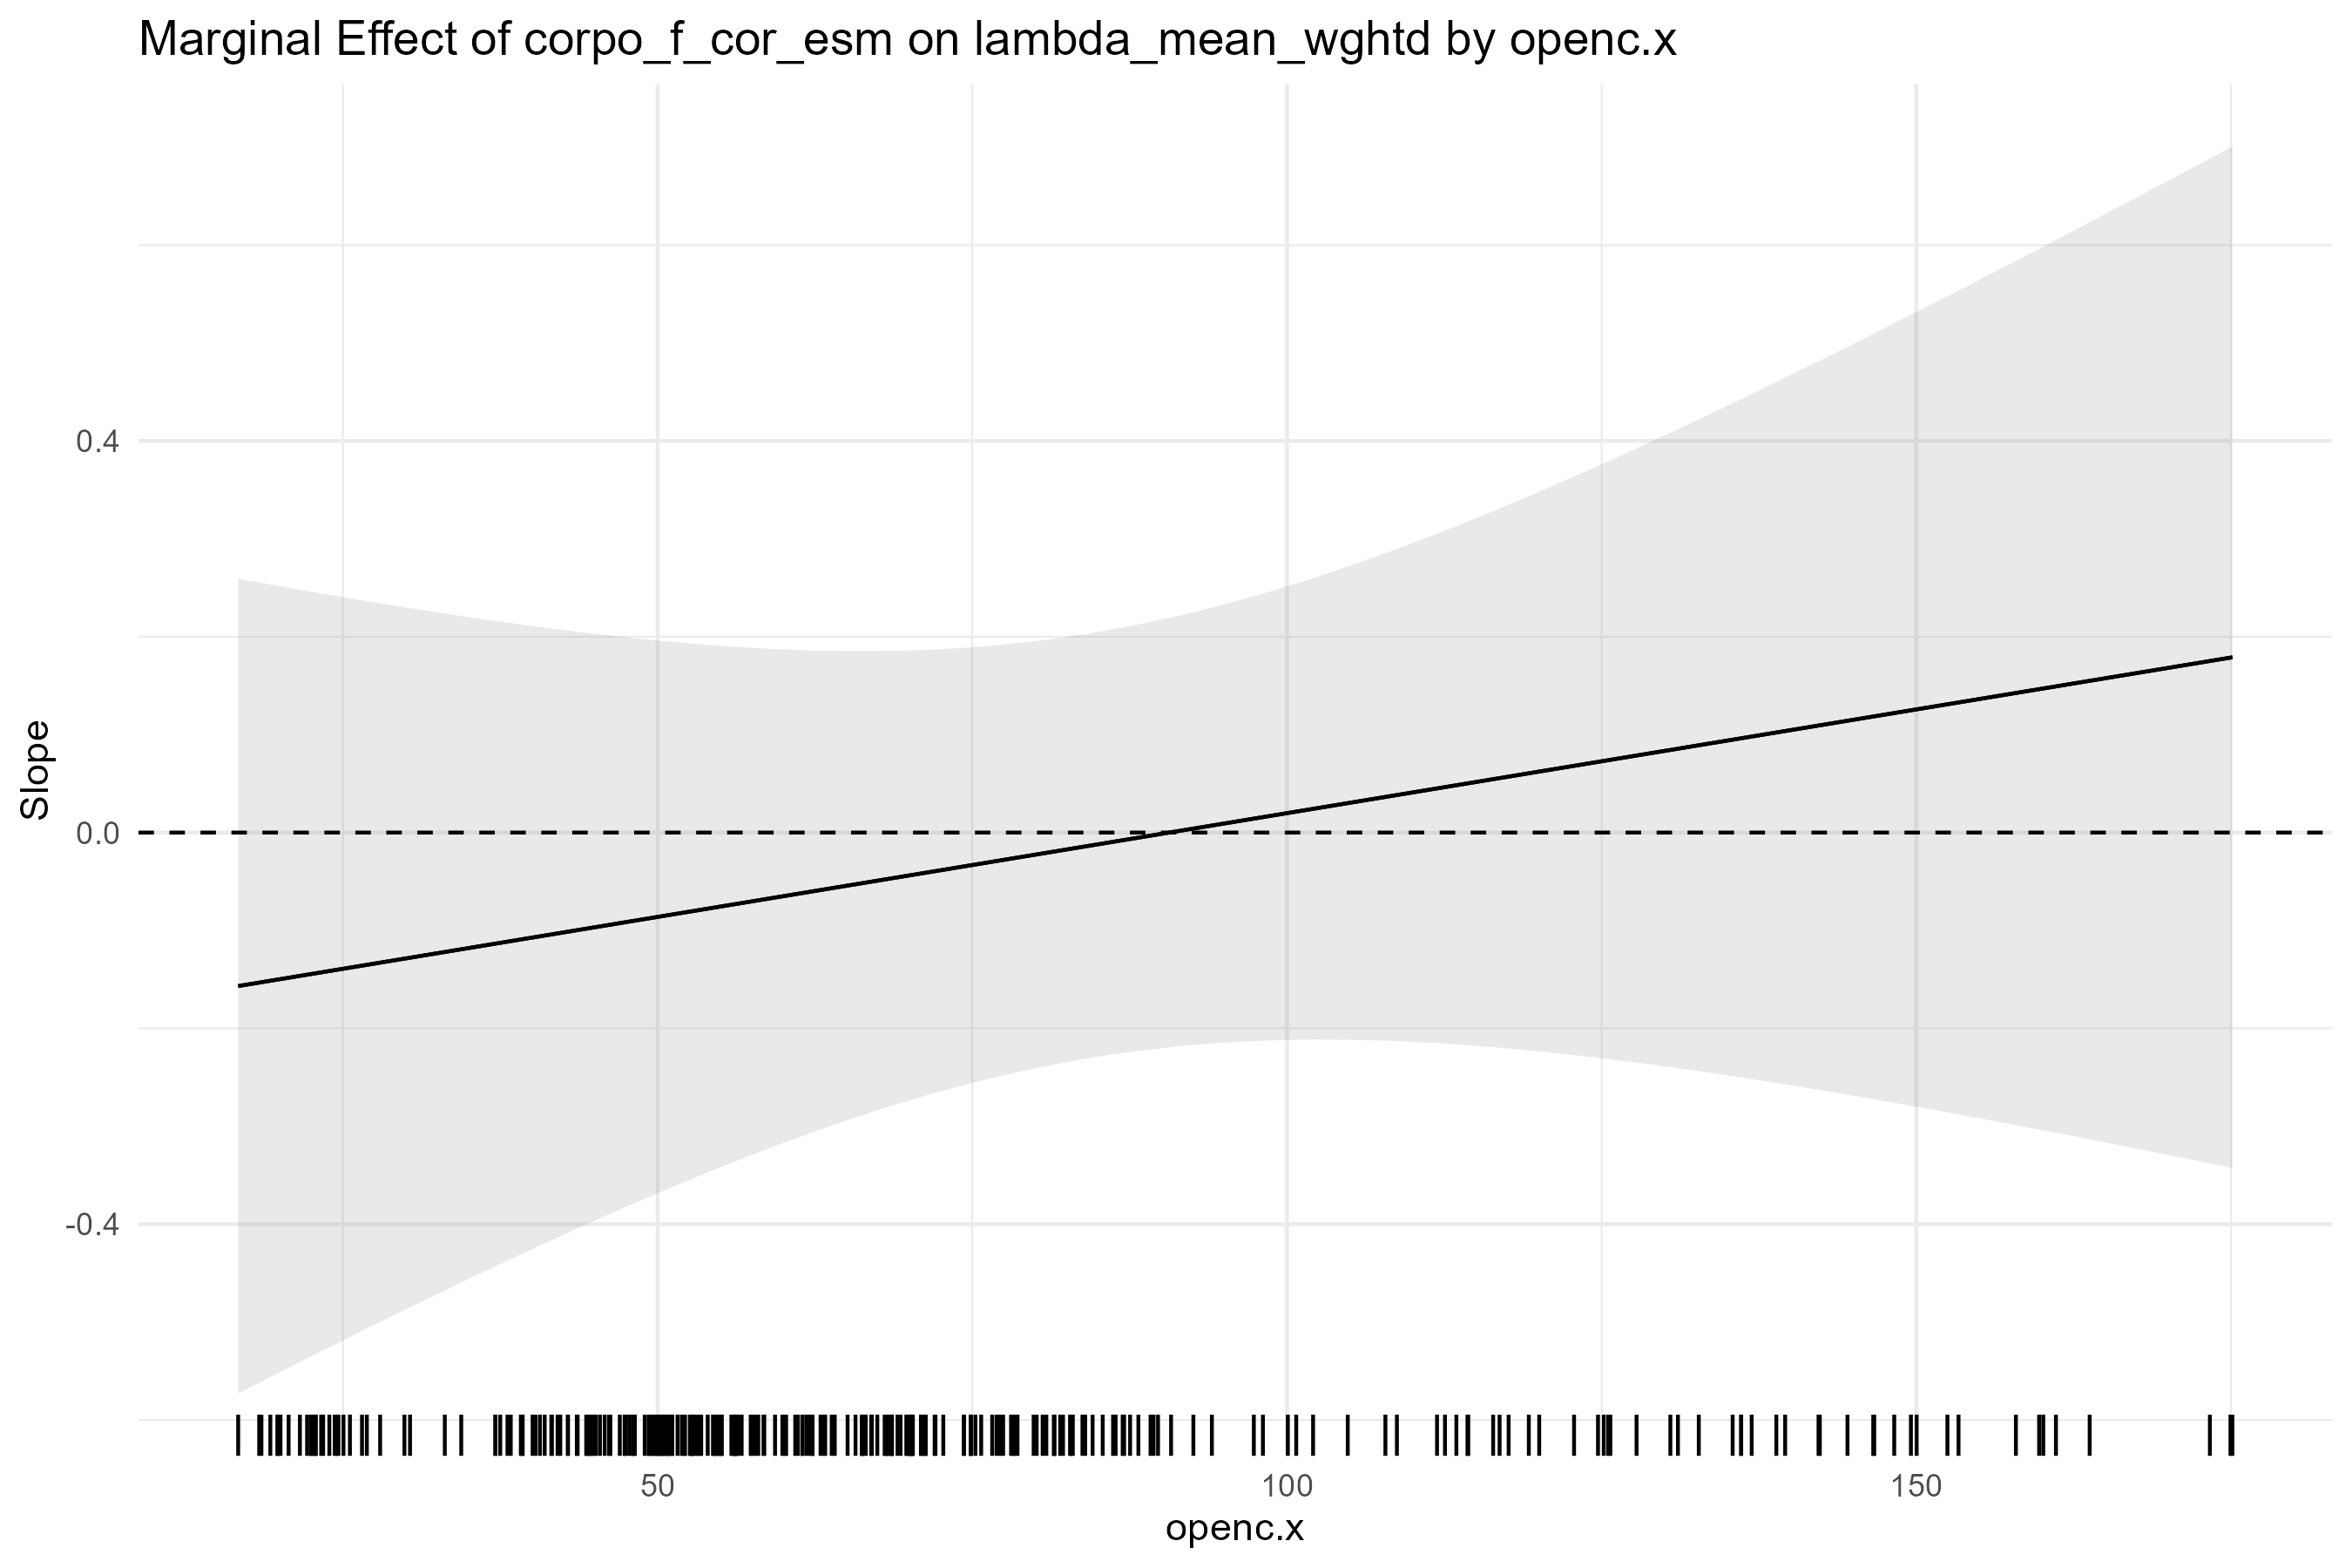 Marginal Effect of corpo_f_cor_esm on lambda_mean_wghtd by openc.x
Slope
0.4
0.0
-0.4
50 100 150
openc.x